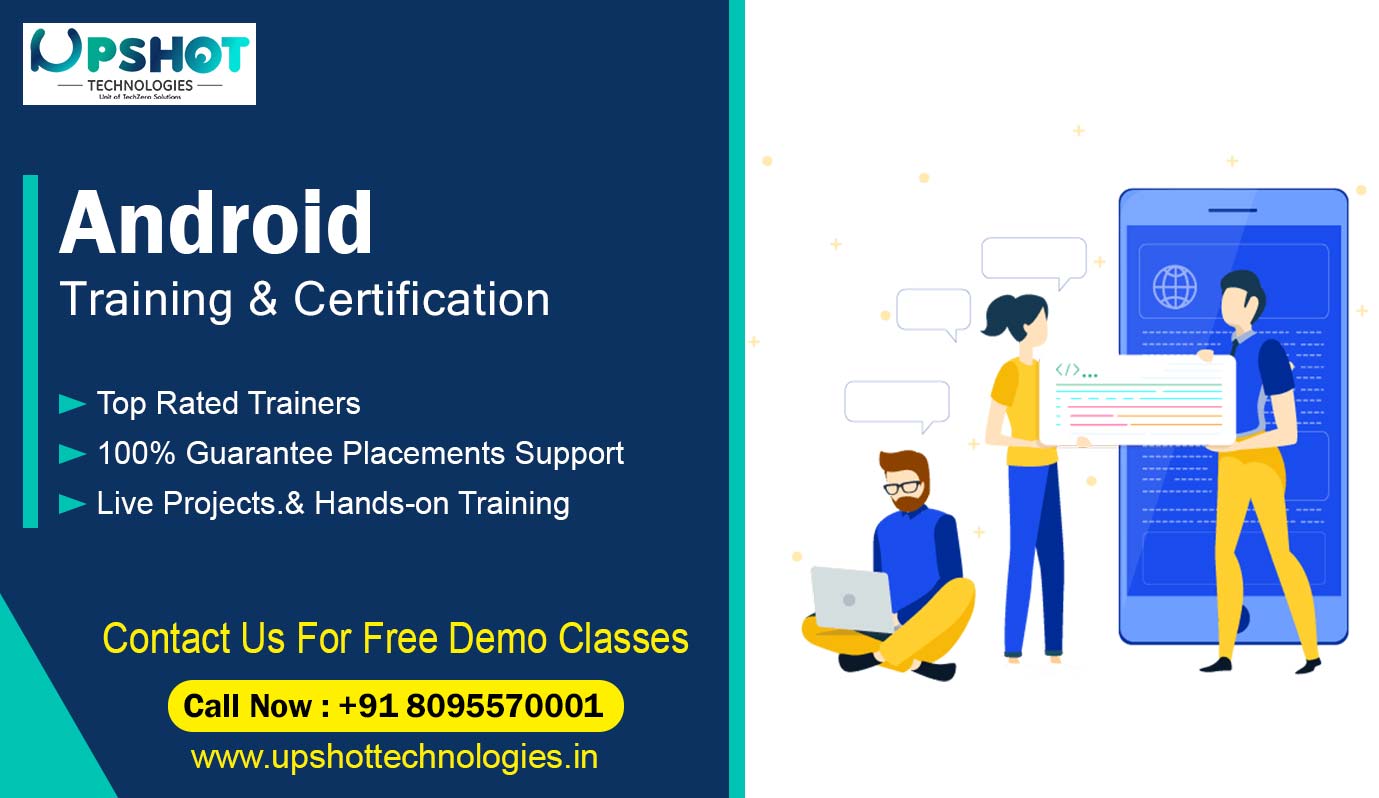 UPSHOT
TECHNOLOGIES
Unit of TechZero Solutions
Android
Training & Certification
Top Rated Trainers
100% Guarantee Placements Support
Live Projects.& Hands-on Training
Contact Us For Free Demo Classes
Call Now : +91 8095570001
www.upshottechnologies.in
</>...